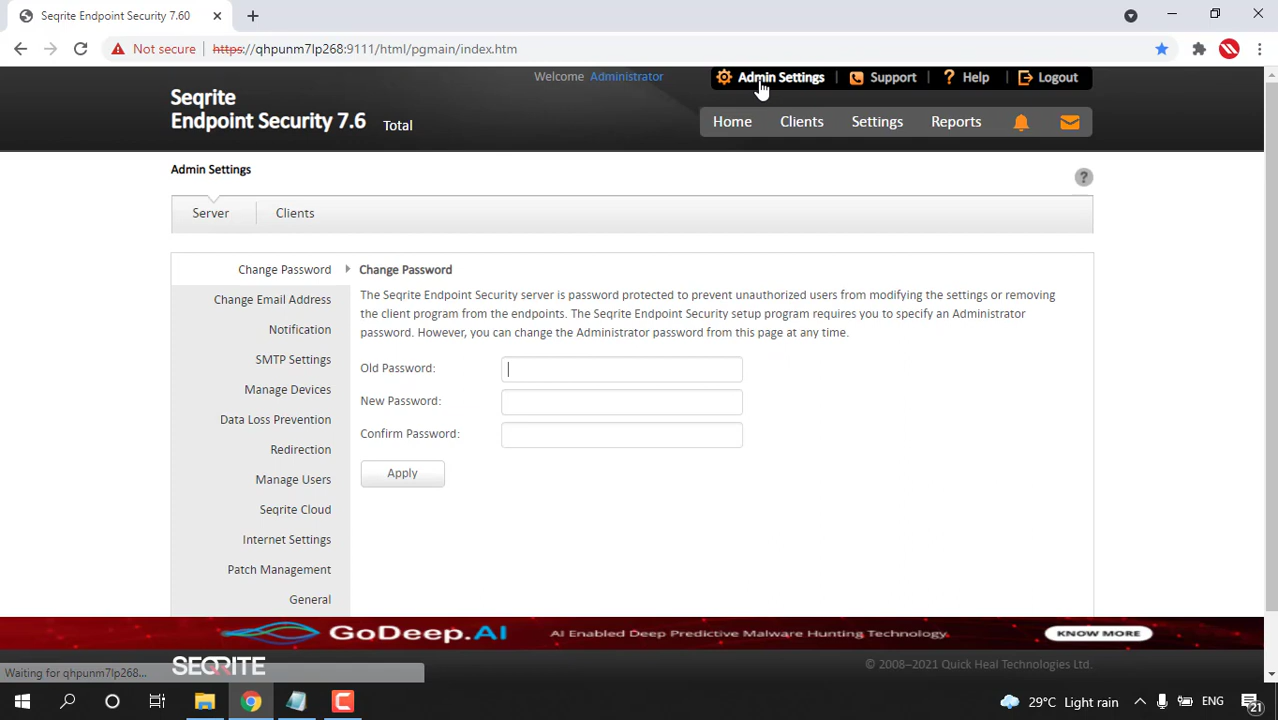 Seqrite Endpoint Security 7.60
Not secure
https://qhpunm7lp268:9111/html/pgmain/index.htm
Welcome Administrator
Admin Settings
Support
Help
Logout
Seqrite
Endpoint Security 7.6 Total
Home
Clients
Settings
Reports
Admin Settings
?
Server
Clients
Change Password
Change Email Address
Notification
SMTP Settings
Manage Devices
Data Loss Prevention
Redirection
Manage Users
Seqrite Cloud
Internet Settings
Patch Management
General
Change Password
The Seqrite Endpoint Security server is password protected to prevent unauthorized users from modifying the settings or removing
the client program from the endpoints. The Seqrite Endpoint Security setup program requires you to specify an Administrator
password. However, you can change the Administrator password from this page at any time.
Old Password:
New Password:
Confirm Password:
Apply
GoDeep.AI
AI Enabled Deep Predictive Malware Hunting Technology.
KNOW MORE
Waiting for qhpunm7lp268...
SEQRITE
© 2008–2021 Quick Heal Technologies Ltd.
29°C Light rain
ENG
21